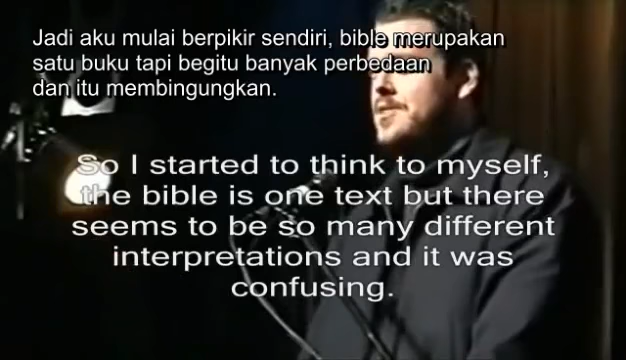 Jadi aku mulai berpikir sendiri, bible merupakan
satu buku tapi begitu banyak perbedaan
dan itu membingungkan.
So I started to think to myself,
the bible is one text but there
seems to be so many different
interpretations and it was
confusing.